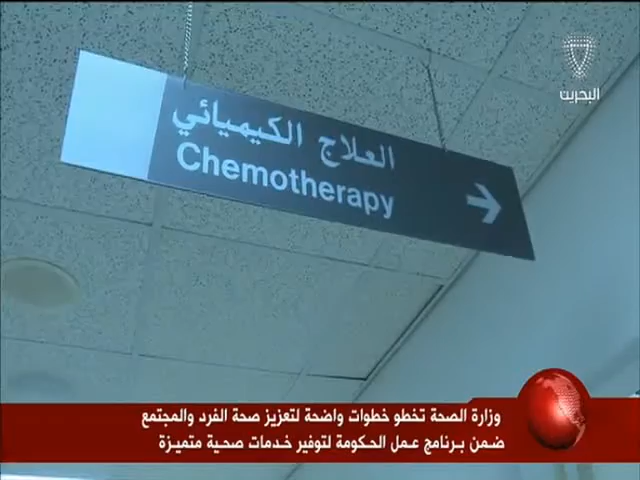 البحرين
العلاج الكيميائي
Chemotherapy
وزارة الصحة تخطو خطوات واضحة لتعزيز صحة الفرد والمجتمع
ضمن برنامج عمل الحكومة لتوفير خدمات صحية متميزة